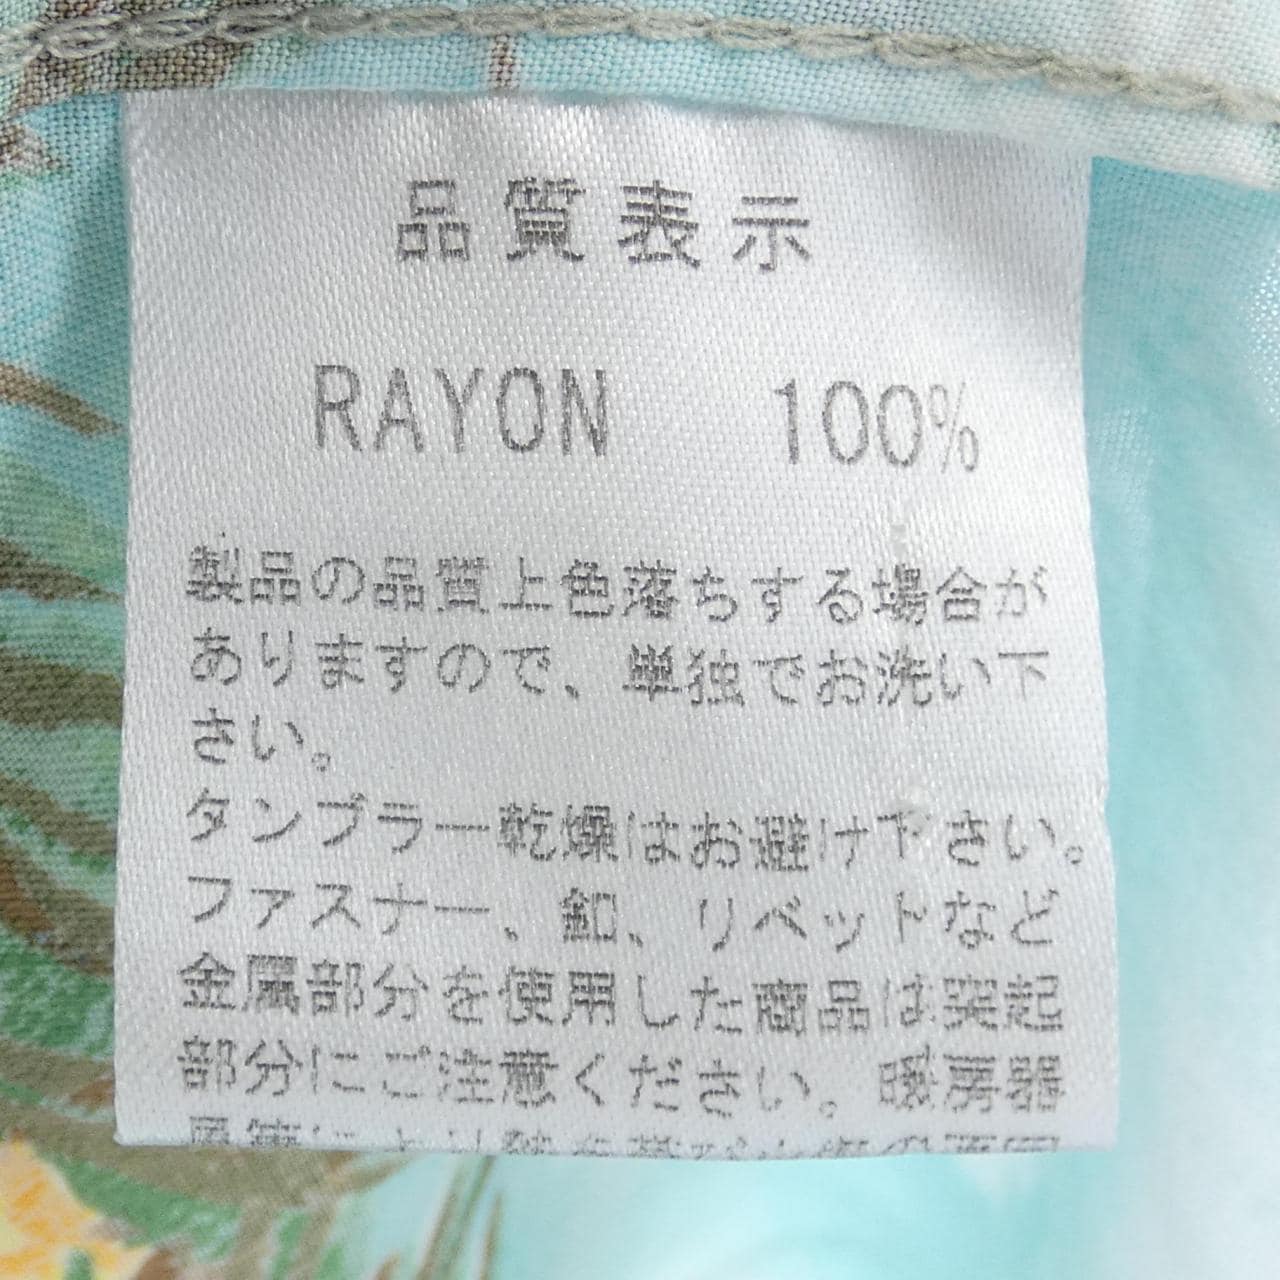 品質表示
RAYON 100%
製品の品質上色落ちする場合が
ありますので、単独でお洗い下
さい。
タンブラー乾燥はお避け下さい。
ファスナー、釦、リベットなど
金属部分を使用した商品は突起
部分にご注意ください。暖房器